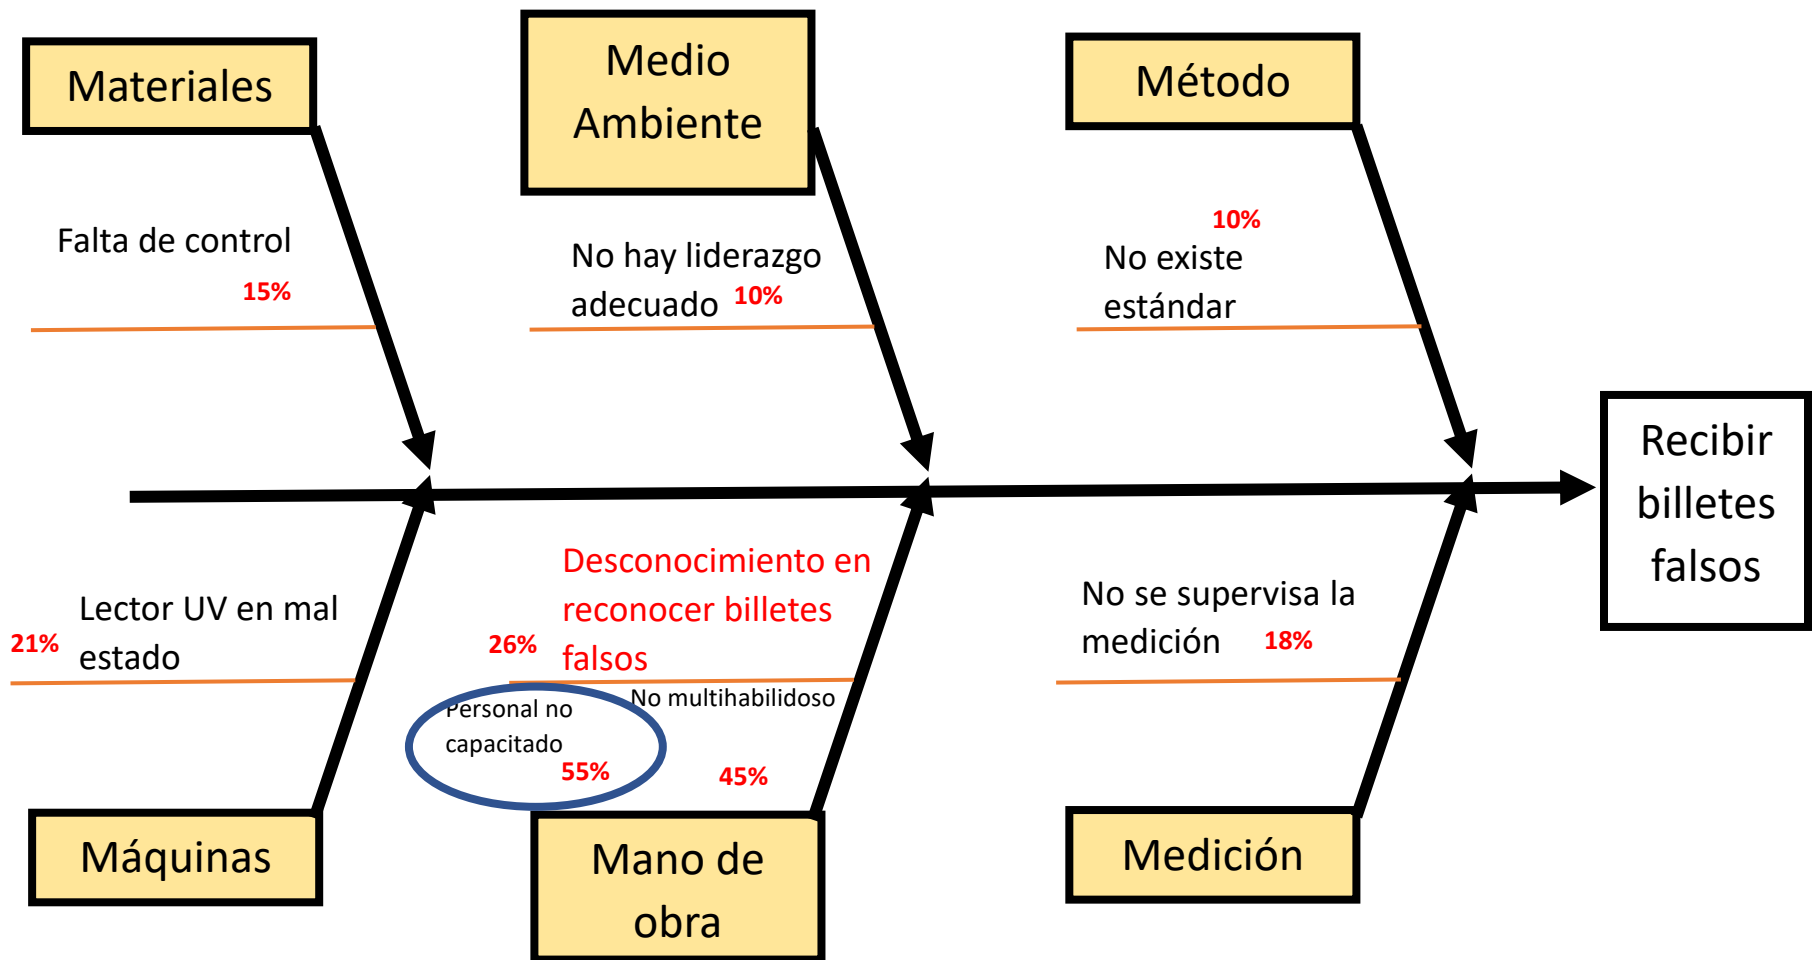 Materiales
Medio
Ambiente
Método
Falta de control
15%
No hay liderazgo
adecuado 10%
10%
No existe
estándar
Recibir
billetes
falsos
Lector UV en mal
21%
estado
Desconocimiento en
reconocer billetes
26%
falsos
No multihabilidoso
Personal no
capacitado
55%
45%
No se supervisa la
medición 18%
Máquinas
Mano de
obra
Medición